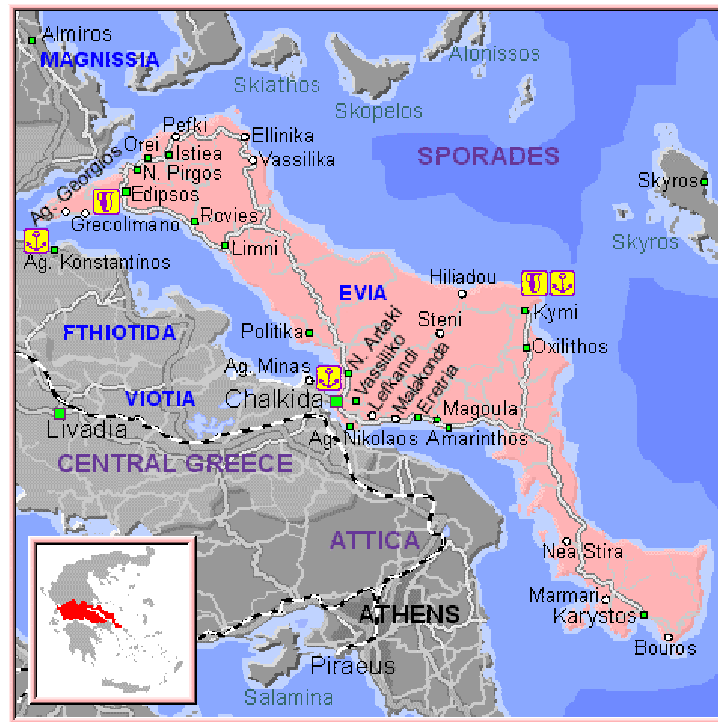 Almiros
MAGNISSIA
Alonissos
Skiathos
Skopelos
Pefki
Ellinika
Orei
Istiea
Vassilika
SPORADES
N. Pirgos
Ag. Georgios
Edipsos
Skyros
Rovies
Grecolimano
Skyros
Limni
Ag. Konstantinos
Hiliadou
EVIA
Kymi
Steni
FTHIOTIDA
Politika
Oxilithos
N. Artaki
Ag. Minas
Vassiliko
Lefkandi
Malakonda
Eretria
VIOTIA
Chalkida
Magoula
Livadia
Ag. Nikolaos
Amarinthos
CENTRAL GREECE
ATTICA
Nea Stira
Marmari
ATHENS
Karystos
Bouros
Piraeus
Salamina